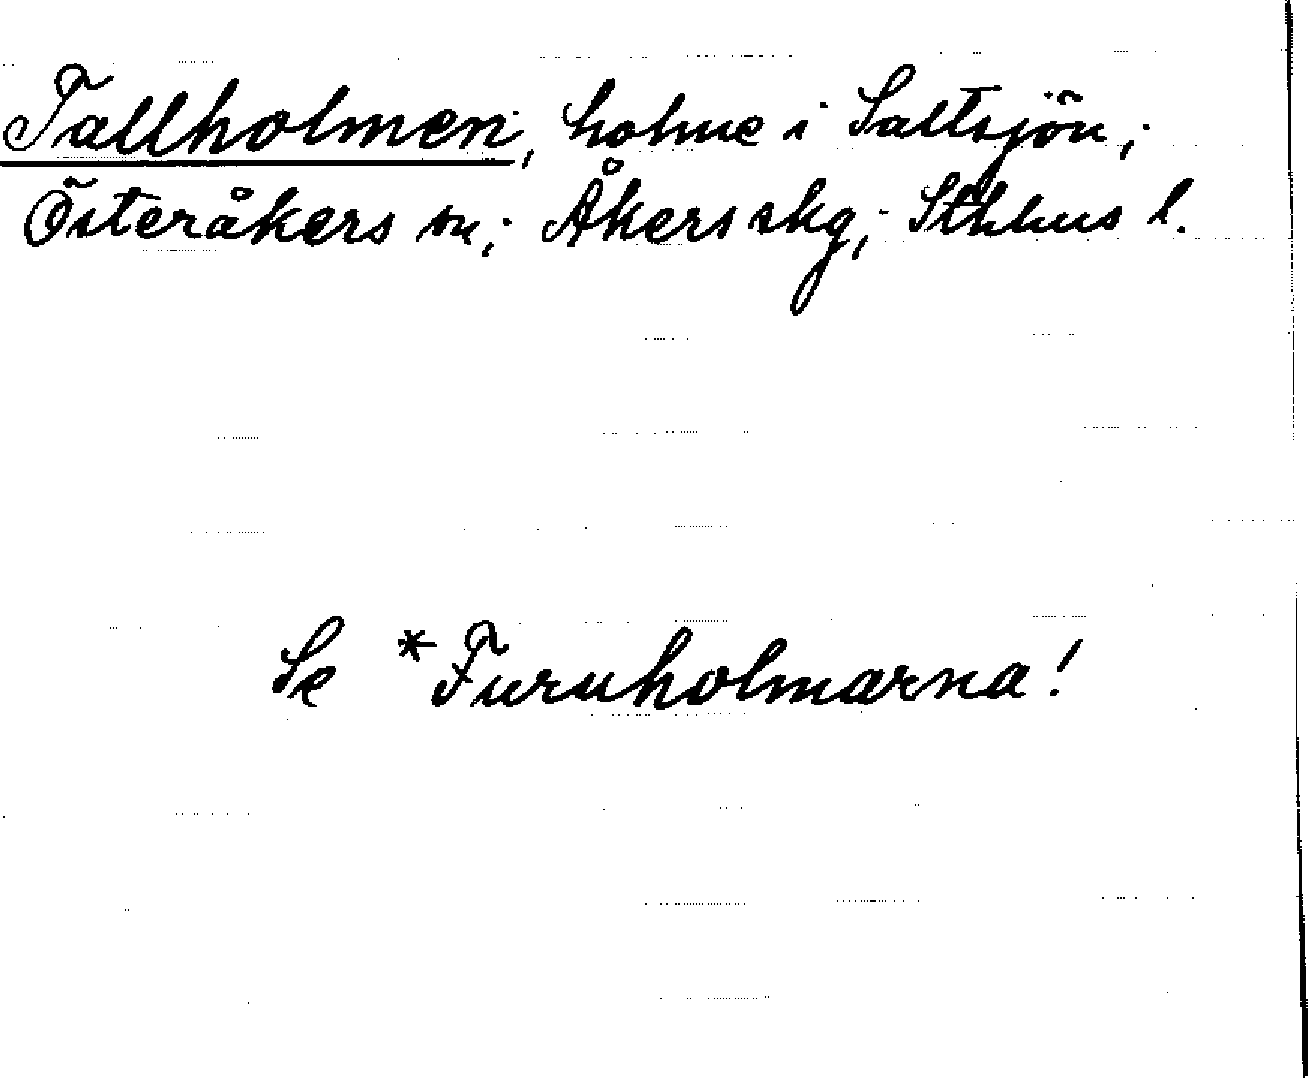 Tallholmen, holme i Saltsjön;
Österåkers sn; Åkers skg; Sthlms l.
Se *Furuholmarna!